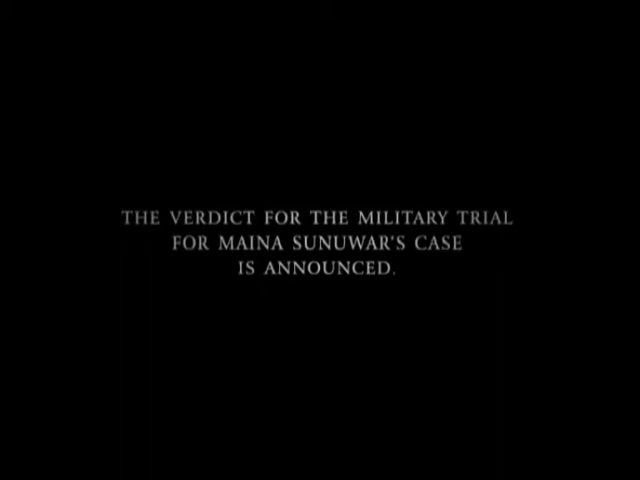 THE VERDICT FOR THE MILITARY TRIAL
FOR MAINA SUNUWAR'S CASE
IS ANNOUNCED.